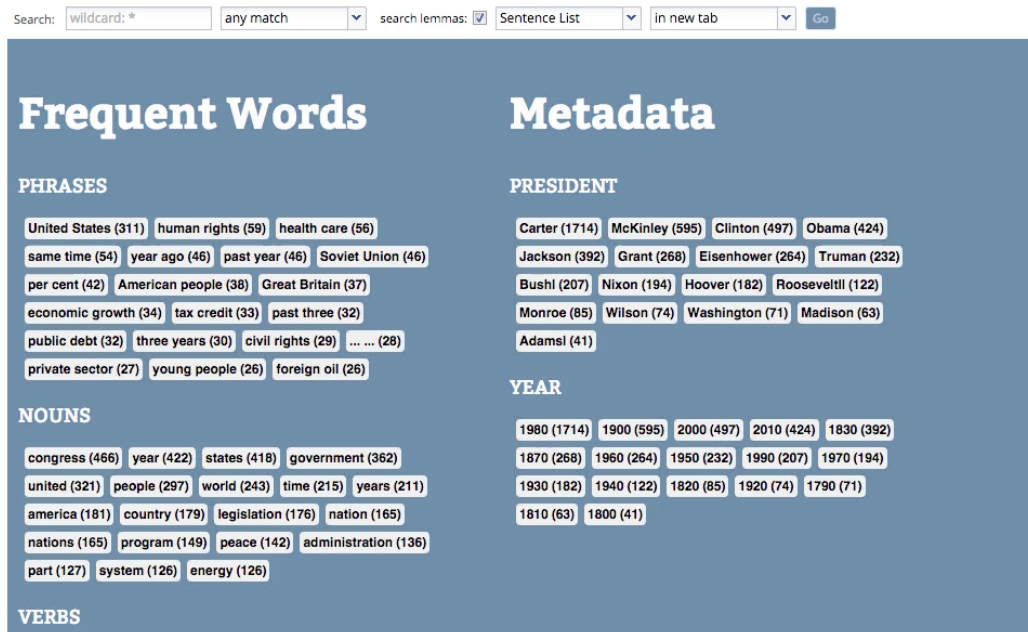 Search: wildcard: * any match search lemmas: Sentence List in new tab Go
Frequent Words
PHRASES
United States (311) human rights (59) health care (56)
same time (54) year ago (46) past year (46) Soviet Union (46)
per cent (42) American people (38) Great Britain (37)
economic growth (34) tax credit (33) past three (32)
public debt (32) three years (30) civil rights (29) ... ... (28)
private sector (27) young people (26) foreign oil (26)
NOUNS
congress (466) year (422) states (418) government (362)
united (321) people (297) world (243) time (215) years (211)
america (181) country (179) legislation (176) nation (165)
nations (165) program (149) peace (142) administration (136)
part (127) system (126) energy (126)
VERBS
Metadata
PRESIDENT
Carter (1714) McKinley (595) Clinton (497) Obama (424)
Jackson (392) Grant (268) Eisenhower (264) Truman (232)
BushI (207) Nixon (194) Hoover (182) RooseveltII (122)
Monroe (85) Wilson (74) Washington (71) Madison (63)
AdamsI (41)
YEAR
1980 (1714) 1900 (595) 2000 (497) 2010 (424) 1830 (392)
1870 (268) 1960 (264) 1950 (232) 1990 (207) 1970 (194)
1930 (182) 1940 (122) 1820 (85) 1920 (74) 1790 (71)
1810 (63) 1800 (41)